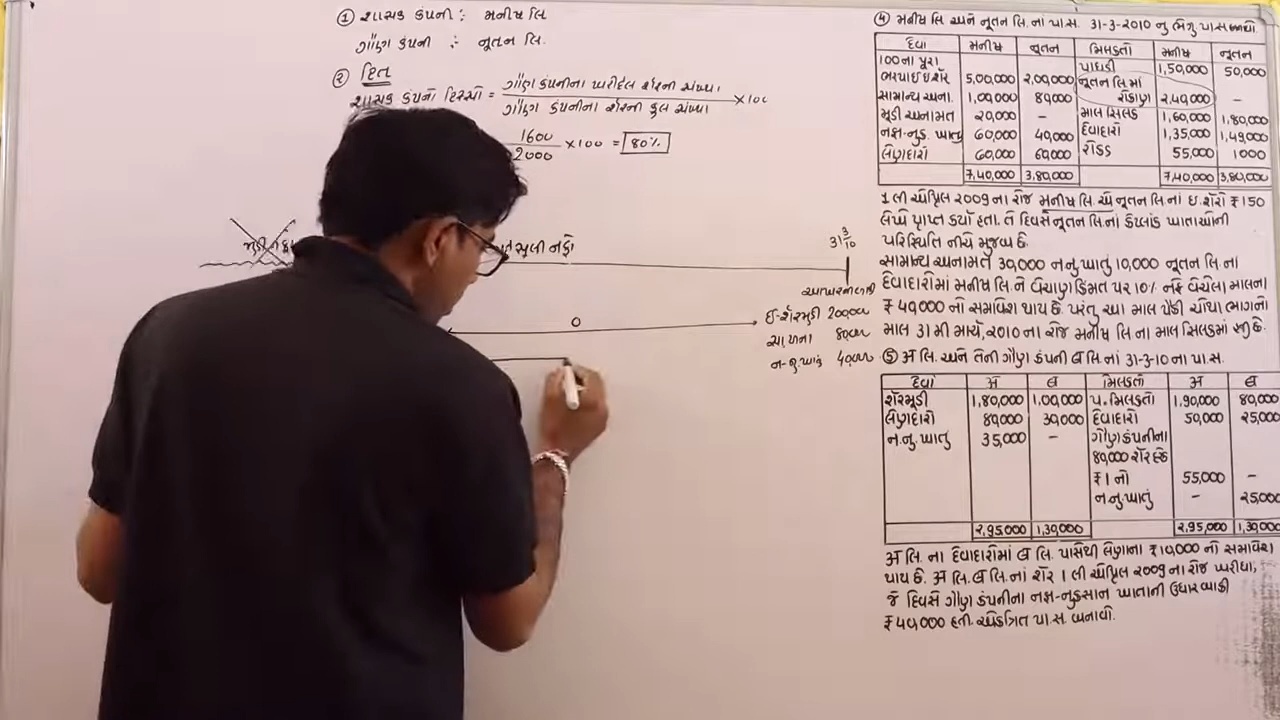 ① શાસક કંપની : મનીષ લિ
ગૌણ કંપની : નૂતન લિ.
② હિત
શાસક કંપનો હિસ્સો = ગૌણ કંપનીના ખરીદેલ શેરની સંખ્યા / ગૌણ કંપનીના શેરની કુલ સંખ્યા ×100
1600 / 2000 ×100 = 80%
મૂડી નફો
સુલી નફો
31 3/10
ઇ-શેરમૂડી 200000
સા. અના 80000
ન-નુ.ખાતું 40,000
0
④ મનીષ લિ અને નૂતન લિ.નાં પા.સ. 31-3-2010 નું
દેવાં મનીષ નૂતન મિલકતો મનીષ નૂતન
100 ના પૂરા પાઘડી 1,50,000 50,000
ભરપાઇ ઇ શેર 5,00,000 2,00,000 નૂતન લિ.માં
સામાન્ય અના. 1,00,000 80,000 રોકાણ 2,40,000 -
મૂડી અનામત 20,000 - માલ સિલક 1,60,000 1,80,000
નફા-નુક. ખાતું 60,000 40,000 દેવાદારો 1,35,000 1,49,000
લેણદારો 60,000 60,000 રોકડ 55,000 1000
7,40,000 3,80,000 7,40,000 3,80,000
1 લી એપ્રિલ 2009 ના રોજ મનીષ લિ. એ નૂતન લિ.નાં ઇ. શેરો ₹ 150
લેખે પ્રાપ્ત કર્યા હતા. તે દિવસે નૂતન લિ.નાં કેટલાંક ખાતાઓની
પરિસ્થિતિ નીચે મુજબ છે.
સામાન્ય અનામત 30,000 ન.નુ.ખાતું 10,000 નૂતન લિ.ના
દેવાદારોમાં મનીષ લિ.ને વેચાણ કિંમત પર 10% નફે વેચેલા માલના
₹ 40,000 નો સમાવેશ થાય છે. પરંતુ આ માલ પૈકી ચોથા ભાગનો
માલ 31 મી માર્ચ, 2010 ના રોજ મનીષ લિ ના માલ સિલકમાં છે.
⑤ અ લિ. અને તેની ગૌણ કંપની બ લિ.નાં 31-3-10 ના પા.સ.
દેવાં અ બ મિલકતો અ બ
શેરમૂડી 1,80,000 1,00,000 પ. મિલકતો 1,90,000 80,000
લેણદારો 80,000 30,000 દેવાદારો 50,000 25,000
ન.નુ.ખાતું 35,000 - ગૌણ કંપનીના
80,000 શેર દરેક
₹ 1 નો 55,000 -
ન.નુ.ખાતું - 25,000
2,95,000 1,30,000 2,95,000 1,30,000
અ લિ. ના દેવાદારોમાં બ લિ. પાસેથી લેણાના ₹ 10,000 નો સમાવેશ
થાય છે. અ લિ. બ લિ.નાં શેર 1 લી એપ્રિલ 2009 ના રોજ ખરીદ્યા,
જે દિવસે ગૌણ કંપનીના નફા-નુકસાન ખાતાની ઉધાર બાકી
₹ 40,000 હતી. એકત્રિત પા.સ. બનાવો.